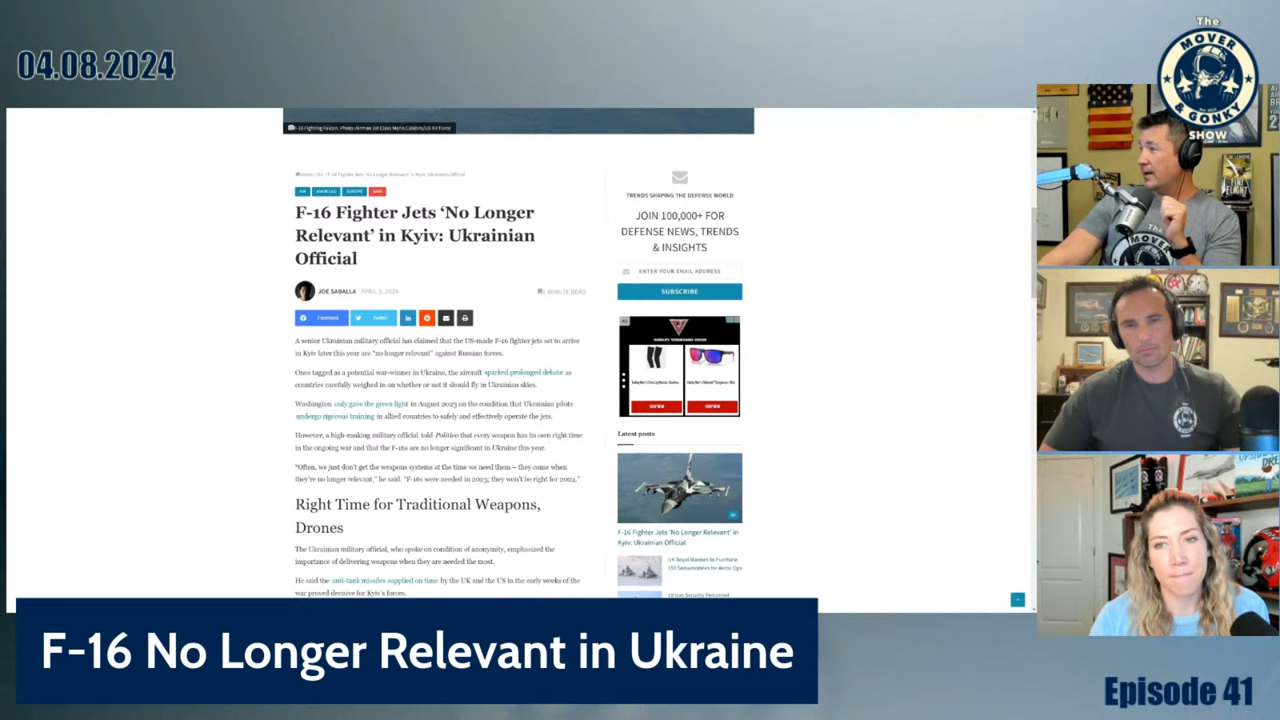 04.08.2024
The
MOVER
& GONKY
SHOW
F-16 Fighting Falcon. Photo: Airman 1st Class Mario Calabro/US Air Force
Home / Air / F-16 Fighter Jets 'No Longer Relevant' in Kyiv: Ukrainian Official
AIR AMERICAS EUROPE WAR
F-16 Fighter Jets ‘No Longer
Relevant’ in Kyiv: Ukrainian
Official
JOE SABALLA APRIL 5, 2024
MINUTE READ
Facebook Twitter
A senior Ukrainian military official has claimed that the US-made F-16 fighter jets set to arrive
in Kyiv later this year are “no longer relevant” against Russian forces.
Once tagged as a potential war-winner in Ukraine, the aircraft sparked prolonged debate as
countries carefully weighed in on whether or not it should fly in Ukrainian skies.
Washington only gave the green light in August 2023 on the condition that Ukrainian pilots
undergo rigorous training in allied countries to safely and effectively operate the jets.
However, a high-ranking military official told Politico that every weapon has its own right time
in the ongoing war and that the F-16s are no longer significant in Ukraine this year.
“Often, we just don’t get the weapons systems at the time we need them – they come when
they’re no longer relevant,” he said. “F-16s were needed in 2023; they won’t be right for 2024.”
Right Time for Traditional Weapons,
Drones
The Ukrainian military official, who spoke on condition of anonymity, emphasized the
importance of delivering weapons when they are needed the most.
He said the anti-tank missiles supplied on time by the UK and the US in the early weeks of the
war proved decisive for Kyiv’s forces.
TRENDS SHAPING THE DEFENSE WORLD
JOIN 100,000+ FOR
DEFENSE NEWS, TRENDS
& INSIGHTS
ENTER YOUR EMAIL ADDRESS
SUBSCRIBE
Latest posts
F-16 Fighter Jets ‘No Longer Relevant’ in
Kyiv: Ukrainian Official
UK Royal Marines to Purchase
150 Snowmobiles for Arctic Ops
MOVER
F-16 No Longer Relevant in Ukraine
Episode 41